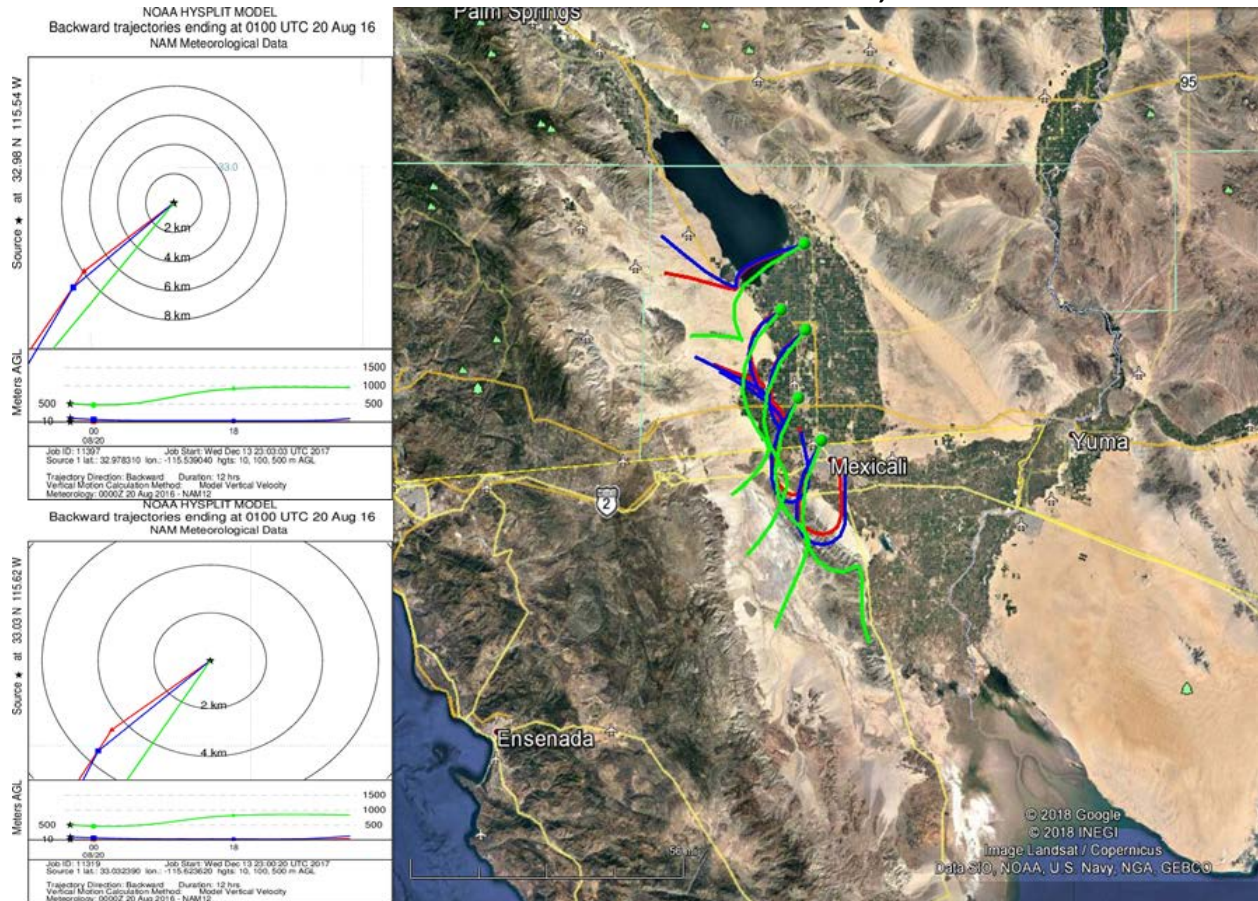 NOAA HYSPLIT MODEL
Backward trajectories ending at 0100 UTC 20 Aug 16
NAM Meteorological Data
Source ★ at 32.98 N 115.54 W
33.0
2 km
4 km
6 km
8 km
Meters AGL
1500
1000
500
500
10
00
18
08/20
Job ID: 11397 Job Start: Wed Dec 13 23:03:03 UTC 2017
Source 1 lat.: 32.978310 lon.: -115.539040 hgts: 10, 100, 500 m AGL
Trajectory Direction: Backward Duration: 12 hrs
Vertical Motion Calculation Method: Model Vertical Velocity
Meteorology: 0000Z 20 Aug 2016 - NAM12
NOAA HYSPLIT MODEL
Backward trajectories ending at 0100 UTC 20 Aug 16
NAM Meteorological Data
Source ★ at 33.03 N 115.62 W
2 km
4 km
Meters AGL
1500
1000
500
500
10
00
18
08/20
Job ID: 11319 Job Start: Wed Dec 13 23:00:20 UTC 2017
Source 1 lat.: 33.032390 lon.: -115.623620 hgts: 10, 100, 500 m AGL
Trajectory Direction: Backward Duration: 12 hrs
Vertical Motion Calculation Method: Model Vertical Velocity
Meteorology: 0000Z 20 Aug 2016 - NAM12
Palm Springs
95
Yuma
Mexicali
2
Ensenada
© 2018 Google
© 2018 INEGI
Image Landsat / Copernicus
Data SIO, NOAA, U.S. Navy, NGA, GEBCO